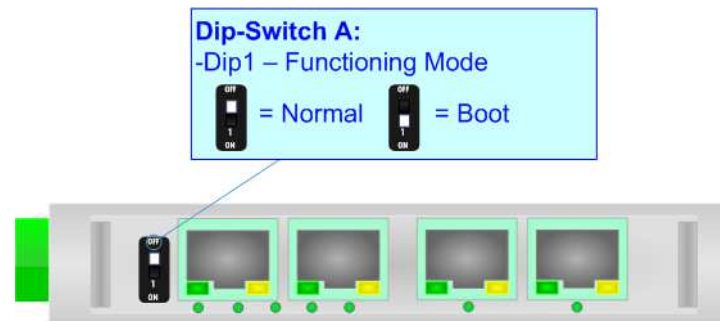 Dip-Switch A:
-Dip1 – Functioning Mode
OFF
1
ON
= Normal
OFF
1
ON
= Boot
OFF
1
ON